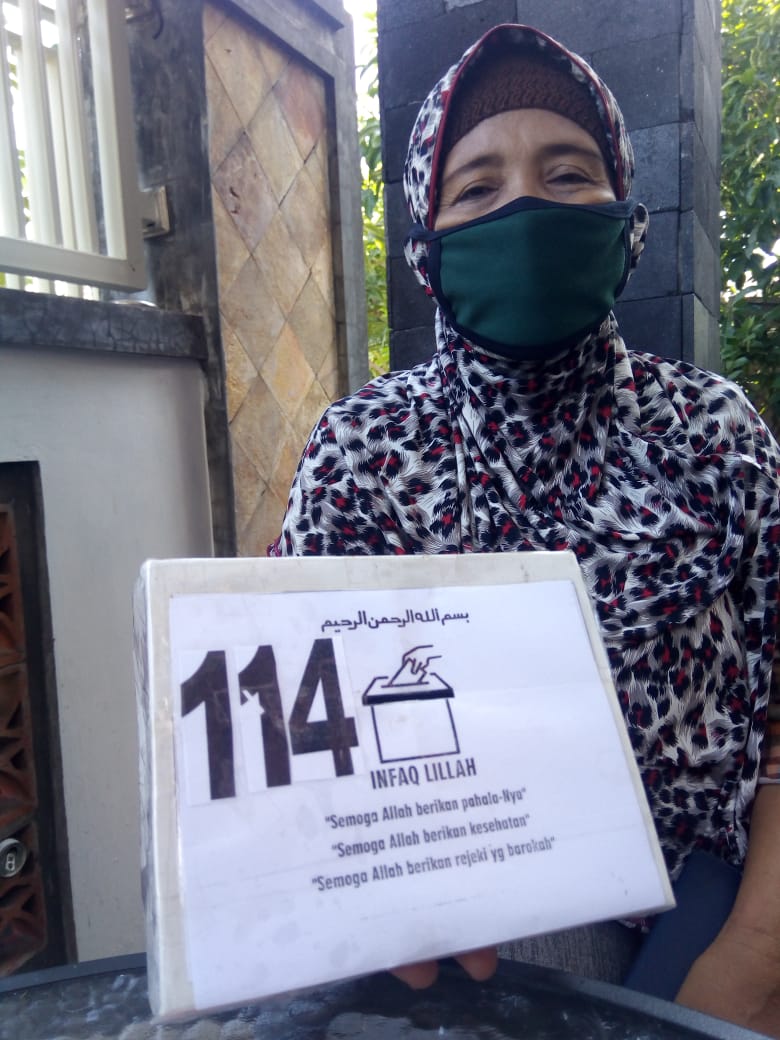 بسم الله الرحمن الرحيم
114
INFAQ LILLAH
"Semoga Allah berikan pahala-Nya"
"Semoga Allah berikan kesehatan"
"Semoga Allah berikan rejeki yg barokah"